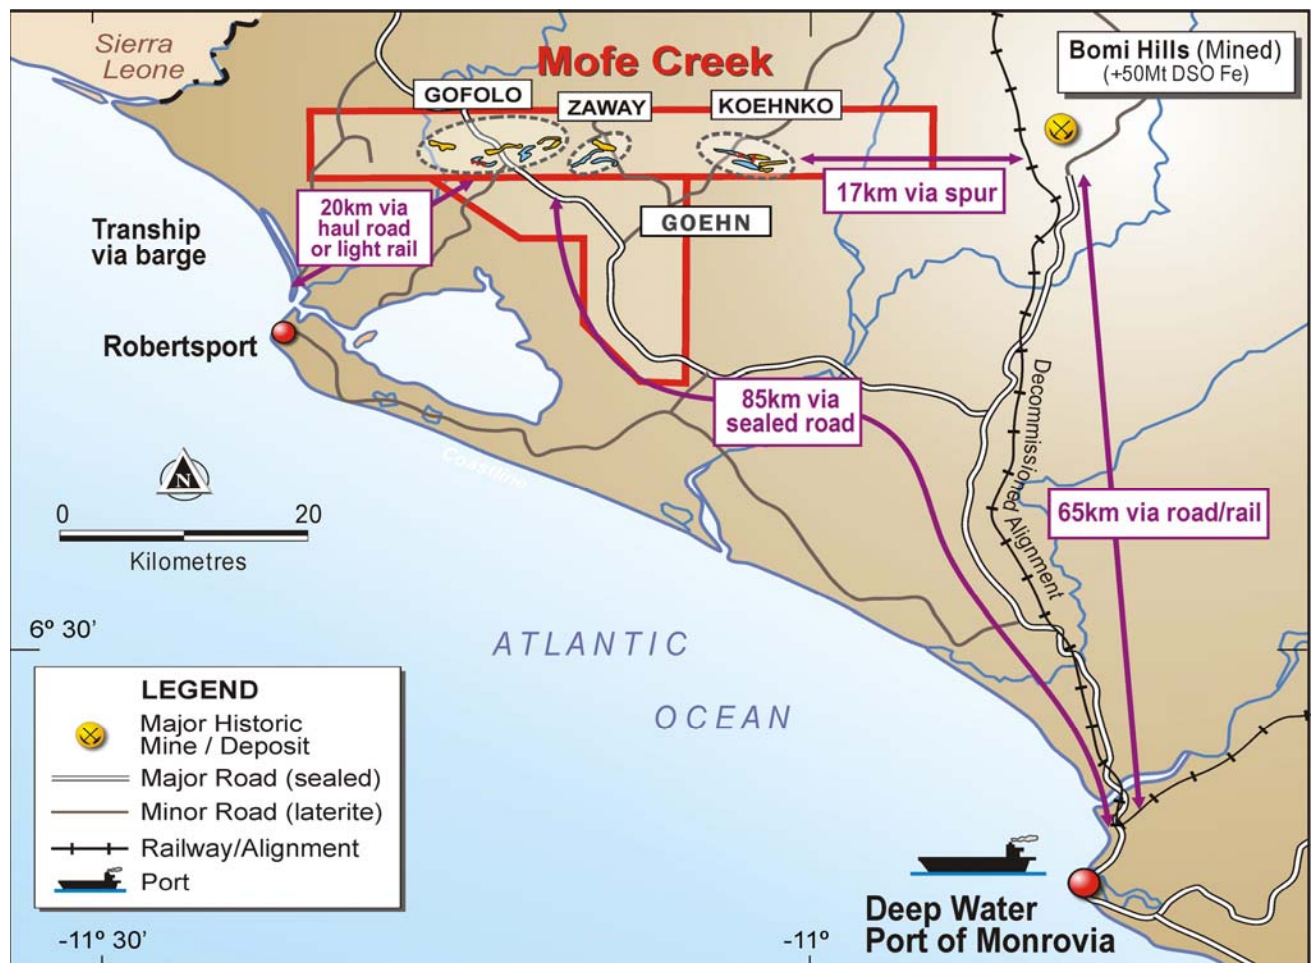 Sierra
Leone
Mofe Creek
Bomi Hills (Mined)
(+50Mt DSO Fe)
GOFOLO
ZAWAY
KOEHNKO
17km via spur
20km via
haul road
or light rail
GOEHN
Tranship
via barge
Robertsport
85km via
sealed road
Decommissioned Alignment
Coastline
N
0 20
Kilometres
65km via road/rail
6º 30’
ATLANTIC
OCEAN
LEGEND
Major Historic
Mine / Deposit
Major Road (sealed)
Minor Road (laterite)
Railway/Alignment
Port
Deep Water
Port of Monrovia
-11º 30’
-11º